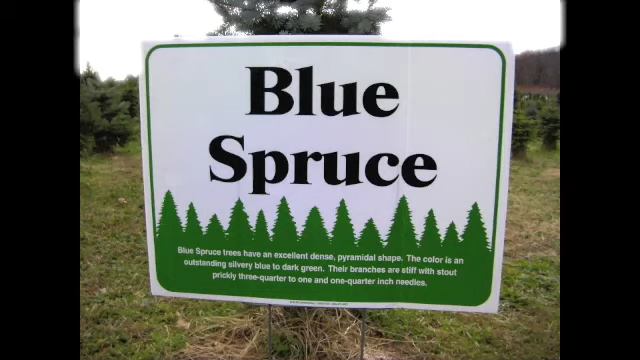 Blue
Spruce
Blue Spruce trees have an excellent dense, pyramidal shape. The color is an
outstanding silvery blue to dark green. Their branches are stiff with stout
prickly three-quarter to one and one-quarter inch needles.